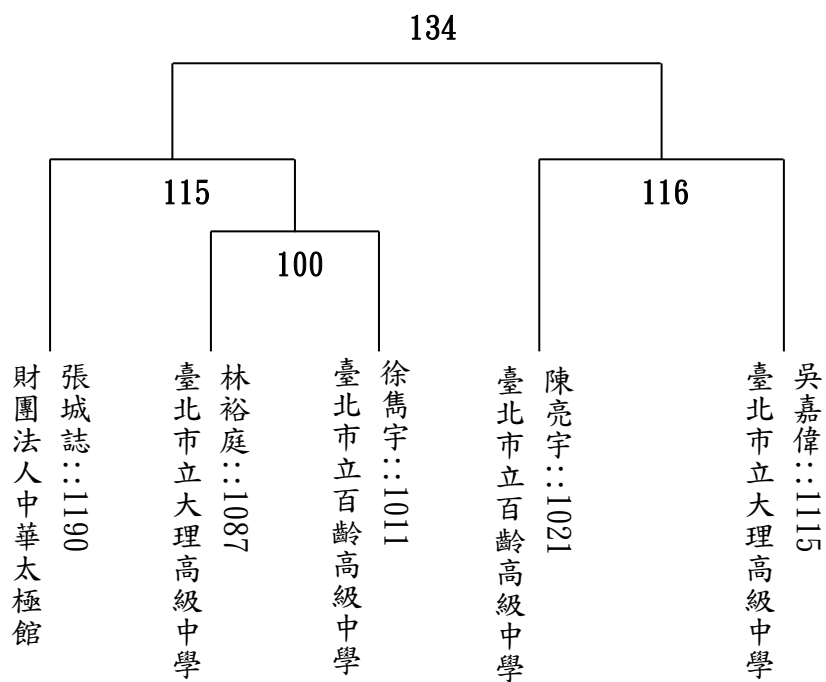 134
115
116
100
張城誌::1190
財團法人中華太極館
林裕庭::1087
臺北市立大理高級中學
徐雋宇::1011
臺北市立百齡高級中學
陳亮宇::1021
臺北市立百齡高級中學
吳嘉偉::1115
臺北市立大理高級中學